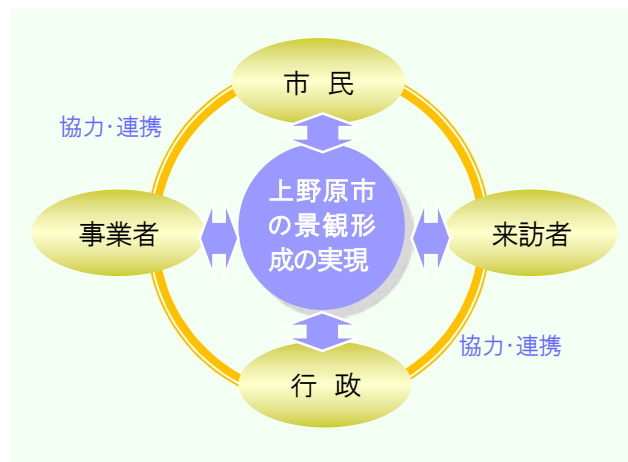 市 民
協力・連携
上野原市
の景観形
成の実現
事業者
来訪者
協力・連携
行 政